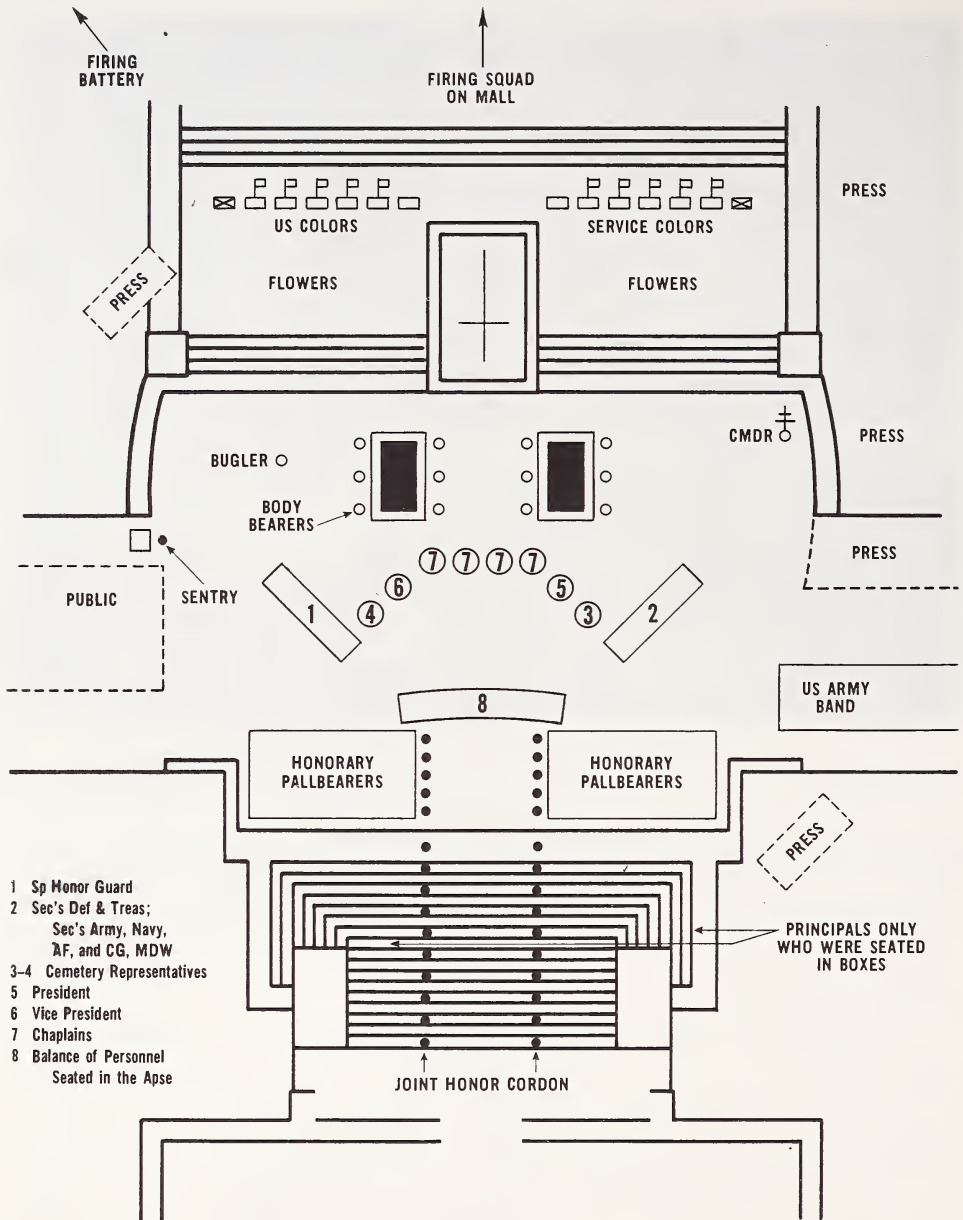 FIRING
BATTERY
FIRING SQUAD
ON MALL
PRESS
US COLORS
SERVICE COLORS
PRESS
FLOWERS
FLOWERS
CMDR
PRESS
BUGLER
BODY
BEARERS
PRESS
SENTRY
PUBLIC
7 7 7 7
6
5
1
4
3
2
8
US ARMY
BAND
HONORARY
PALLBEARERS
HONORARY
PALLBEARERS
PRESS
1 Sp Honor Guard
2 Sec's Def & Treas;
Sec's Army, Navy,
AF, and CG, MDW
3–4 Cemetery Representatives
5 President
6 Vice President
7 Chaplains
8 Balance of Personnel
Seated in the Apse
PRINCIPALS ONLY
WHO WERE SEATED
IN BOXES
JOINT HONOR CORDON